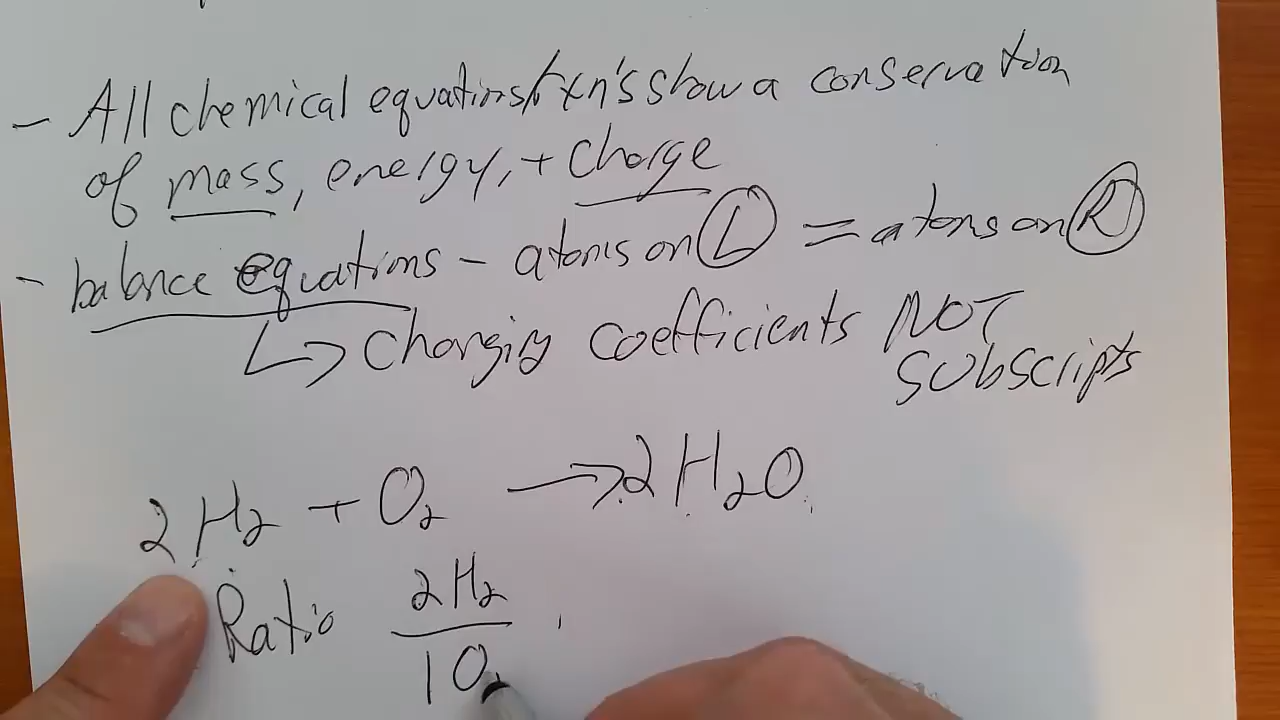 - All chemical equations/rxn's show a conservation
of mass, energy, + charge
- balance equations - atoms on L = atoms on R
↳ changing coefficients NOT
subscripts
2H₂ + O₂ → 2H₂O
Ratio 2H₂
1O